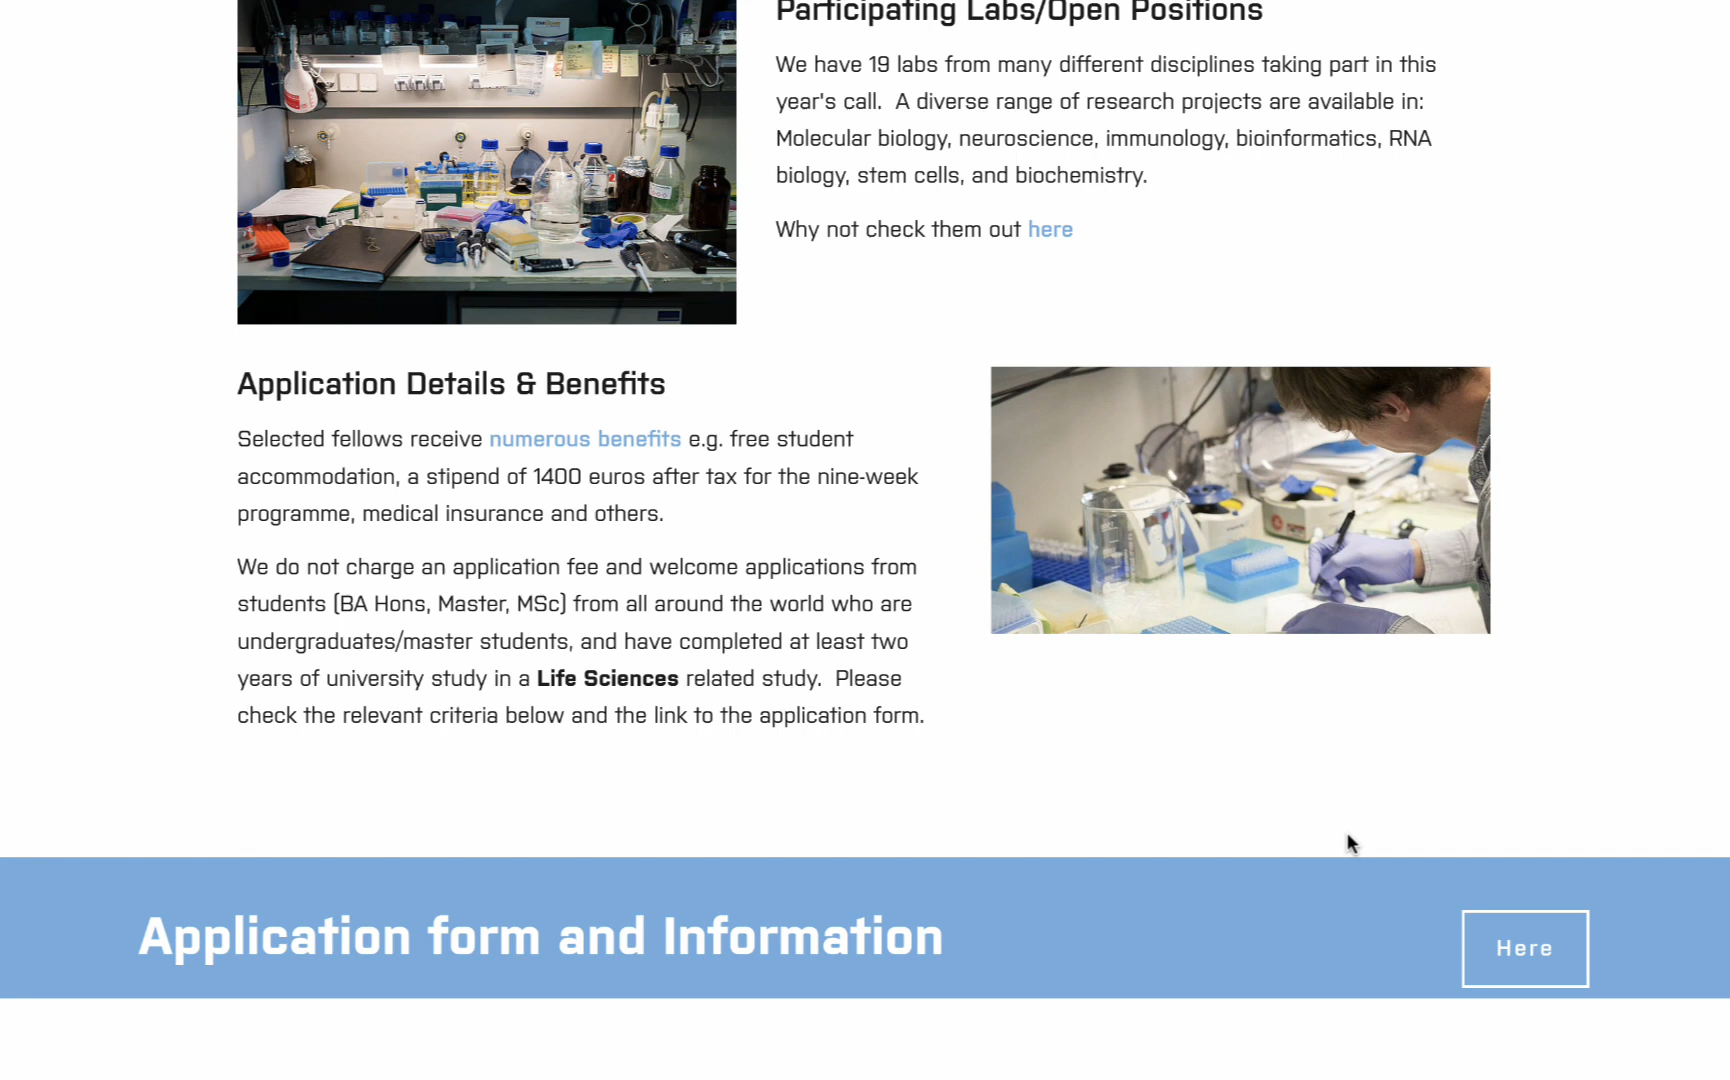 Participating Labs/Open Positions
We have 19 labs from many different disciplines taking part in this
year's call.  A diverse range of research projects are available in:
Molecular biology, neuroscience, immunology, bioinformatics, RNA
biology, stem cells, and biochemistry.
Why not check them out here
Application Details & Benefits
Selected fellows receive numerous benefits e.g. free student
accommodation, a stipend of 1400 euros after tax for the nine-week
programme, medical insurance and others.
We do not charge an application fee and welcome applications from
students (BA Hons, Master, MSc) from all around the world who are
undergraduates/master students, and have completed at least two
years of university study in a Life Sciences related study.  Please
check the relevant criteria below and the link to the application form.
Application form and Information
Here